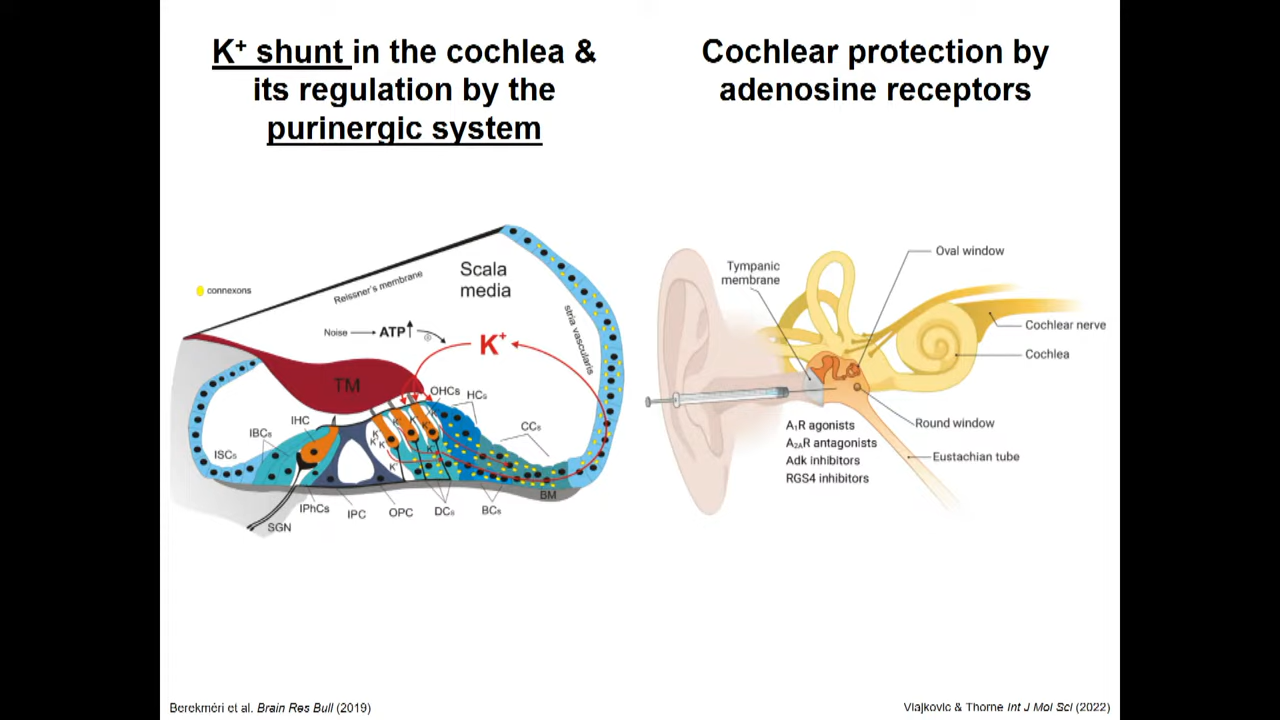 K+ shunt in the cochlea &
its regulation by the
purinergic system
Cochlear protection by
adenosine receptors
connexons
Reissner's membrane
Scala
media
Noise
ATP
K+
stria vascularis
TM
OHCs
HCs
IHC
IBCs
ISCs
CCs
K+
K+
K+
K+
K+
K+
BM
IPhCs
IPC
OPC
DCs
BCs
SGN
Oval window
Tympanic
membrane
Cochlear nerve
Cochlea
Round window
Eustachian tube
A1R agonists
A2AR antagonists
Adk inhibitors
RGS4 inhibitors
Berekméri et al. Brain Res Bull (2019)
Vlajkovic & Thorne Int J Mol Sci (2022)